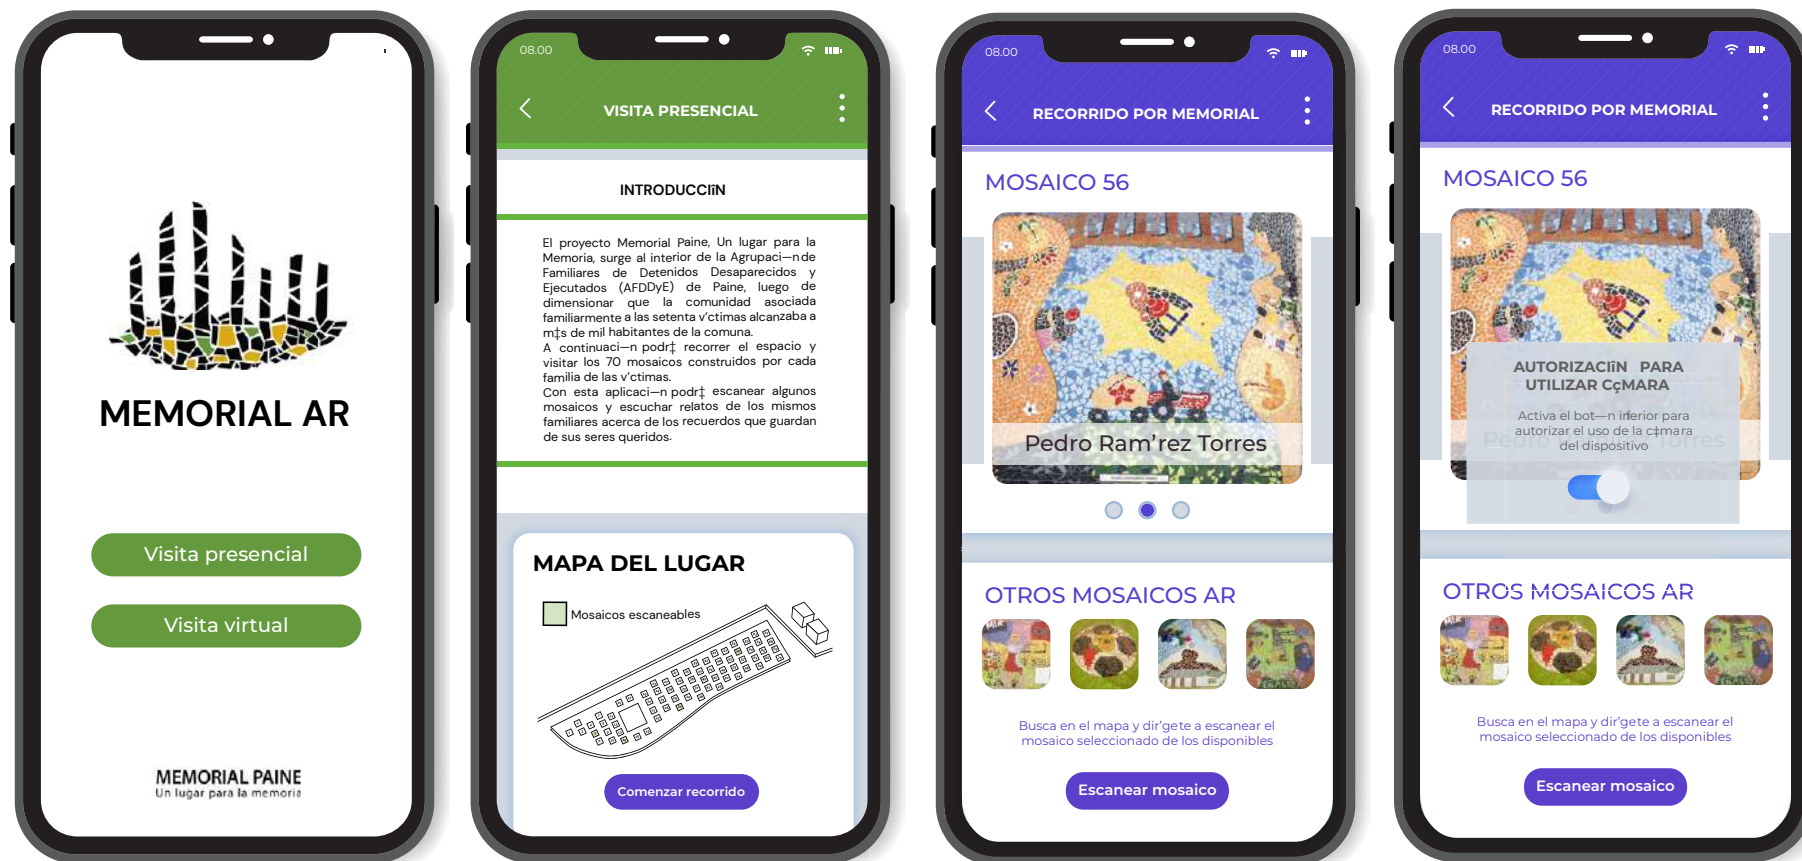 MEMORIAL AR
Visita presencial
Visita virtual
MEMORIAL PAINE
Un lugar para la memoria
08.00
VISITA PRESENCIAL
INTRODUCCIîN
El proyecto Memorial Paine, Un lugar para la
Memoria, surge al interior de la Agrupaci—n de
Familiares de Detenidos Desaparecidos y
Ejecutados (AFDDyE) de Paine, luego de
dimensionar que la comunidad asociada
familiarmente a las setenta v’ctimas alcanzaba a
m‡s de mil habitantes de la comuna.
A continuaci—n podr‡ recorrer el espacio y
visitar los 70 mosaicos construidos por cada
familia de las v’ctimas.
Con esta aplicaci—n podr‡ escanear algunos
mosaicos y escuchar relatos de los mismos
familiares acerca de los recuerdos que guardan
de sus seres queridos.
MAPA DEL LUGAR
Mosaicos escaneables
Comenzar recorrido
08.00
RECORRIDO POR MEMORIAL
MOSAICO 56
Pedro Ram’rez Torres
OTROS MOSAICOS AR
Busca en el mapa y dir’gete a escanear el
mosaico seleccionado de los disponibles
Escanear mosaico
08.00
RECORRIDO POR MEMORIAL
MOSAICO 56
AUTORIZACIîN PARA
UTILIZAR CçMARA
Activa el bot—n inferior para
autorizar el uso de la c‡mara
del dispositivo
Pedro Ram’rez Torres
OTROS MOSAICOS AR
Busca en el mapa y dir’gete a escanear el
mosaico seleccionado de los disponibles
Escanear mosaico